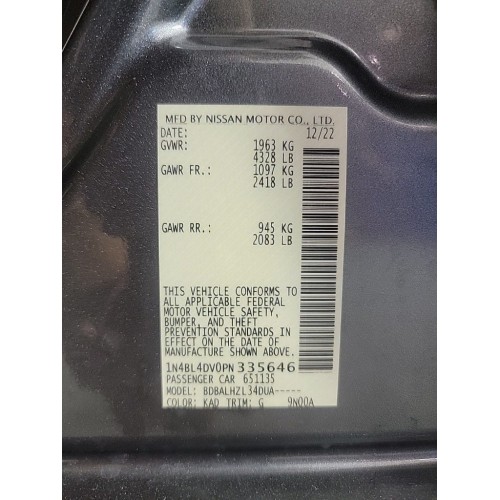 MFD BY NISSAN MOTOR CO., LTD.
DATE: 12/22
GVWR: 1963 KG
4328 LB
GAWR FR.: 1097 KG
2418 LB
GAWR RR.: 945 KG
2083 LB
THIS VEHICLE CONFORMS TO
ALL APPLICABLE FEDERAL
MOTOR VEHICLE SAFETY,
BUMPER, AND THEFT
PREVENTION STANDARDS IN
EFFECT ON THE DATE OF
MANUFACTURE SHOWN ABOVE.
1N4BL4DV0PN335646
PASSENGER CAR 651135
BDBALHZL34DUA-----
COLOR: KAD TRIM: G 9N00A